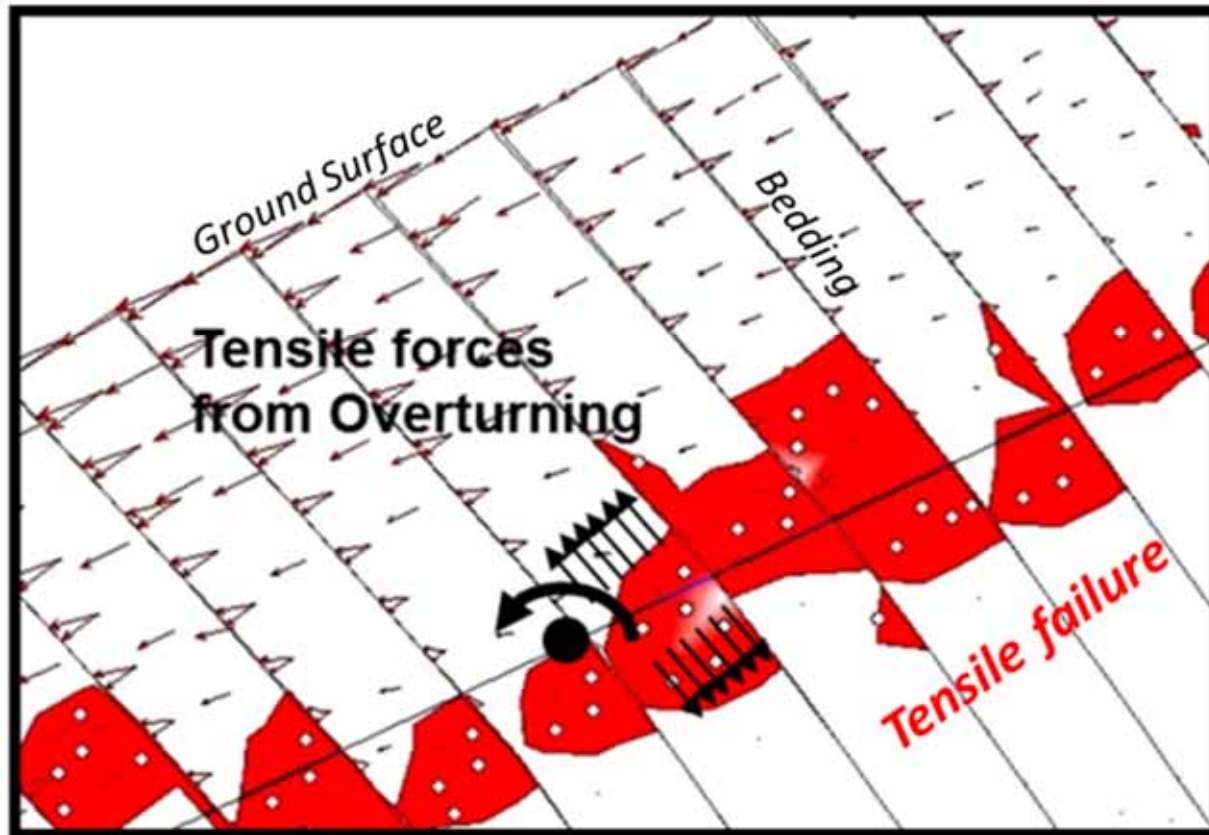 Ground Surface
Bedding
Tensile forces
from Overturning
Tensile failure